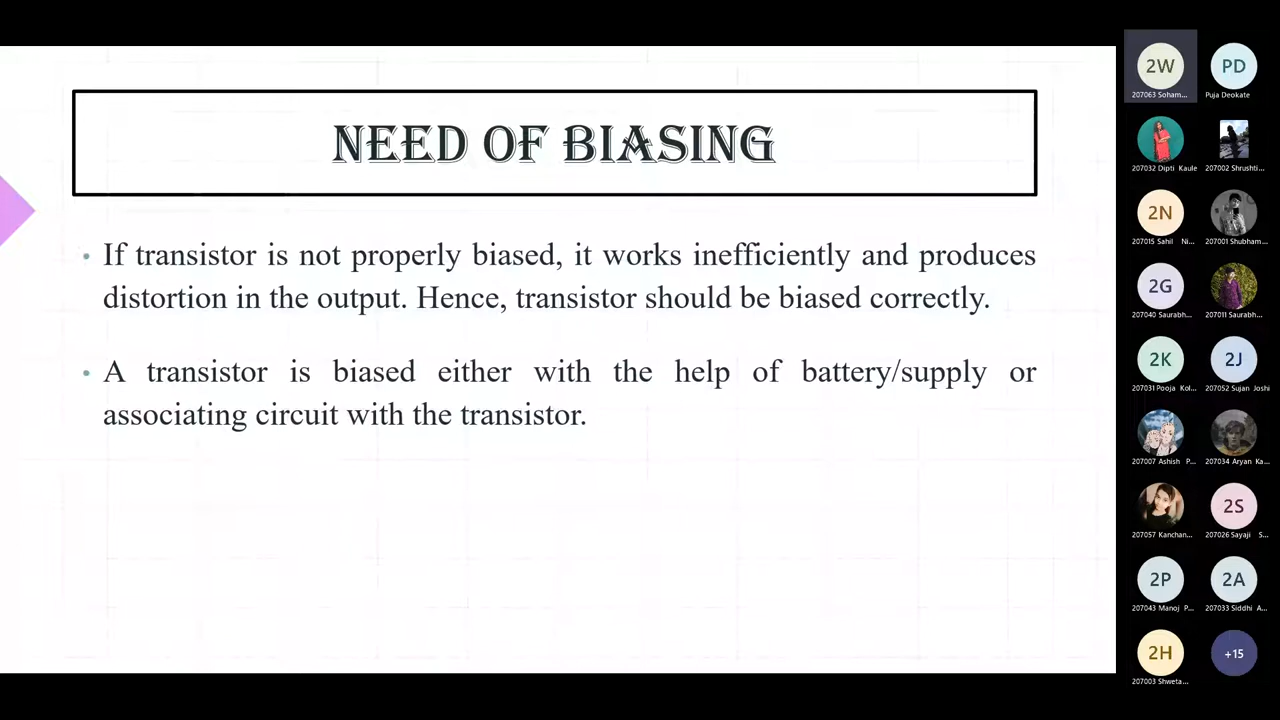 NEED OF BIASING
• If transistor is not properly biased, it works inefficiently and produces
distortion in the output. Hence, transistor should be biased correctly.
• A transistor is biased either with the help of battery/supply or
associating circuit with the transistor.
2W
PD
207063 Soham...
Puja Deokate
207032 Dipti Kaule
207002 Shrushti...
2N
207015 Sahil Ni...
207001 Shubham...
2G
207040 Saurabh...
207011 Saurabh...
2K
2J
207031 Pooja Kol...
207052 Sujan Joshi
207007 Ashish P...
207034 Aryan Ka...
2S
207057 Kanchan...
207026 Sayaji S...
2P
2A
207043 Manoj P...
207033 Siddhi A...
2H
+15
207003 Shweta...